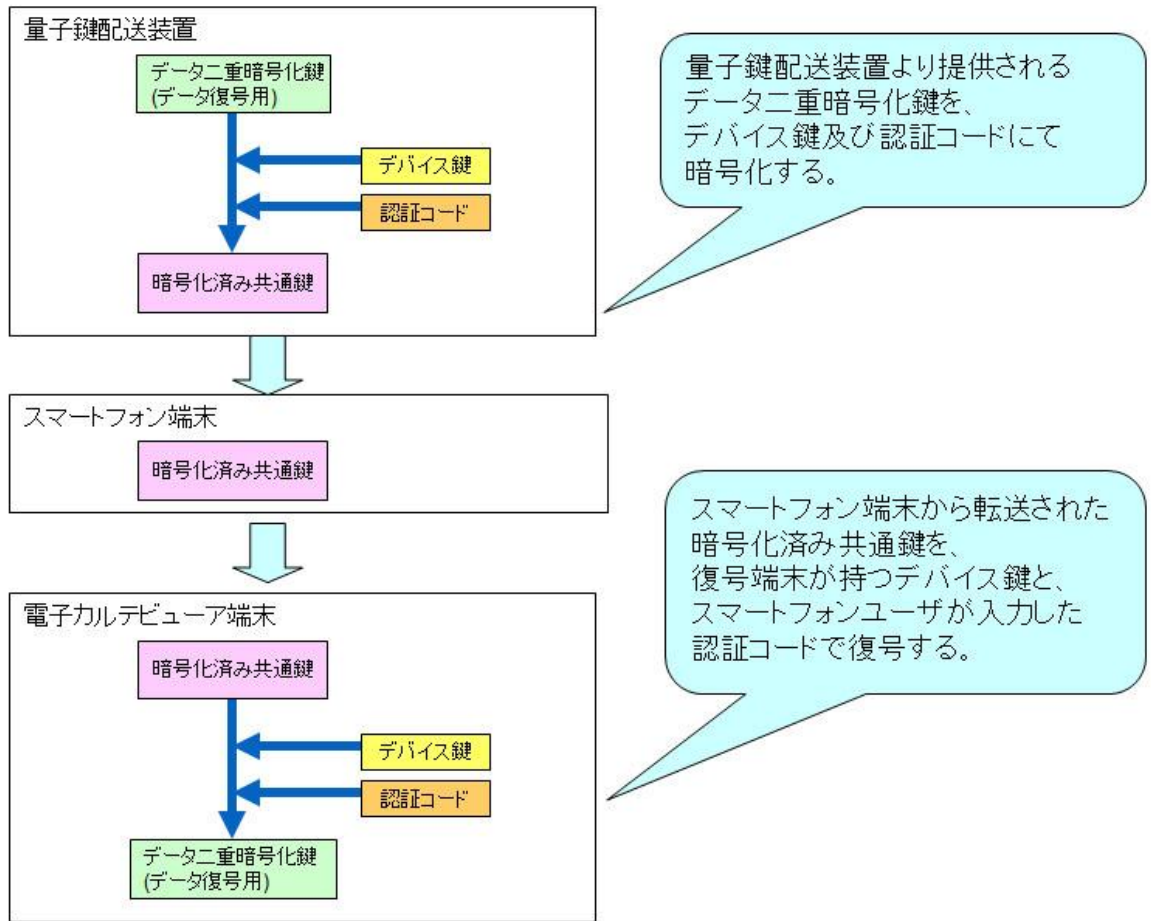 量子鍵配送装置
データ二重暗号化鍵
(データ復号用)
デバイス鍵
認証コード
暗号化済み共通鍵
量子鍵配送装置より提供される
データ二重暗号化鍵を、
デバイス鍵及び認証コードにて
暗号化する。
スマートフォン端末
暗号化済み共通鍵
スマートフォン端末から転送された
暗号化済み共通鍵を、
復号端末が持つデバイス鍵と、
スマートフォンユーザが入力した
認証コードで復号する。
電子カルテビューア端末
暗号化済み共通鍵
デバイス鍵
認証コード
データ二重暗号化鍵
(データ復号用)